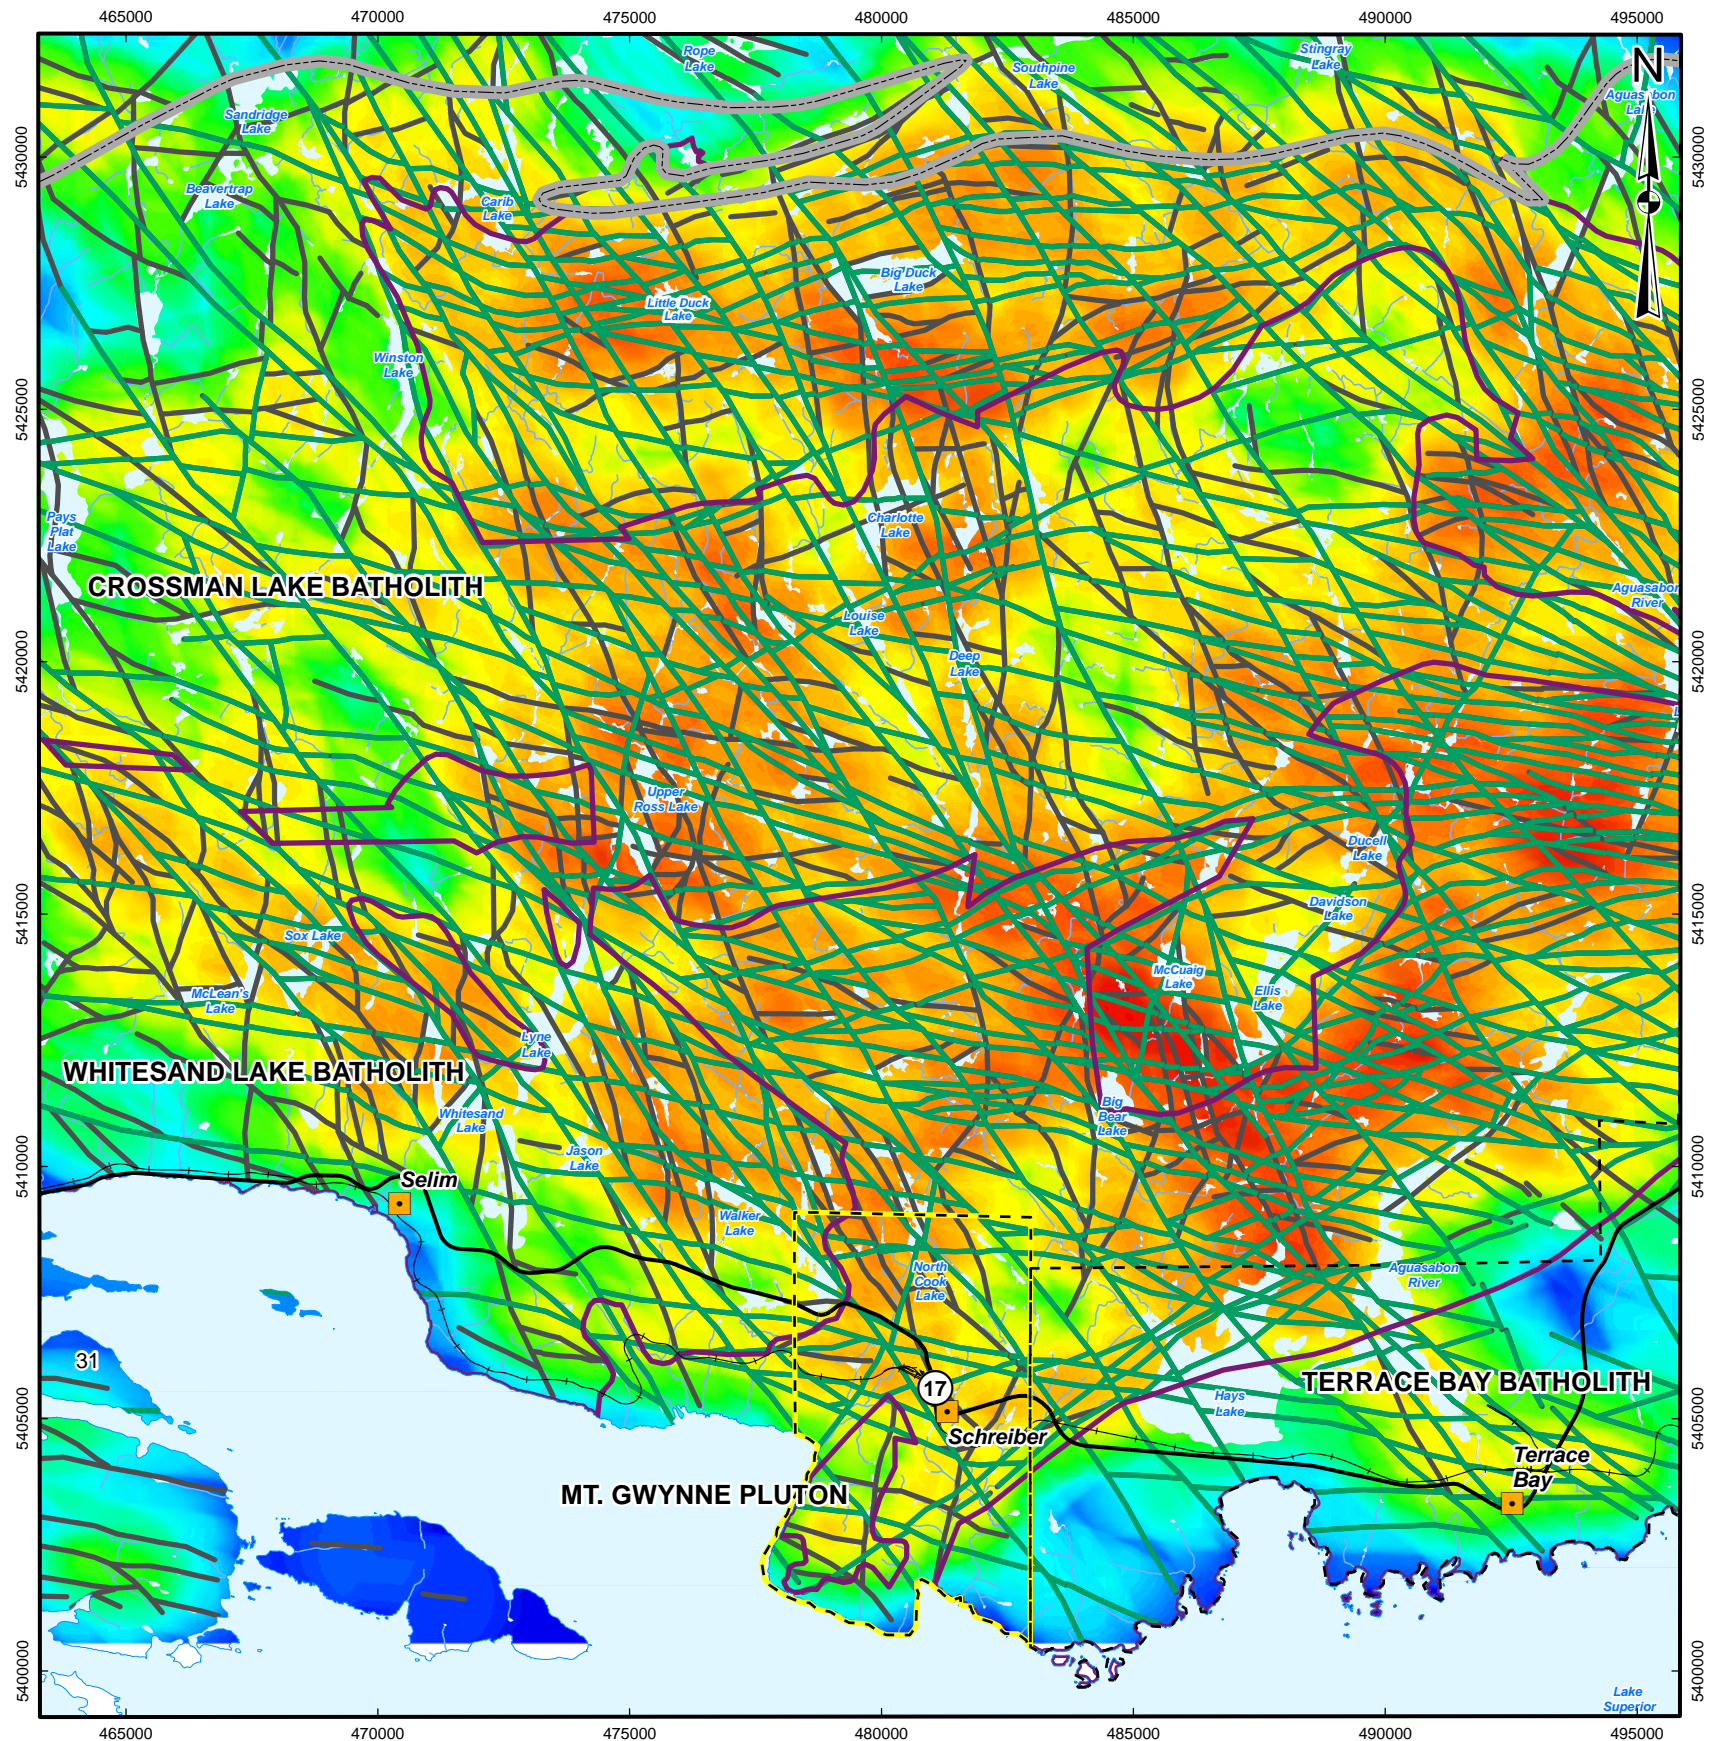 465000
470000
475000
480000
485000
490000
495000
Rope
Lake
Southpine
Lake
Stingray
Lake
N
Aguasabon
Lake
Sandridge
Lake
5430000
5430000
Beavertrap
Lake
Carib
Lake
Big Duck
Lake
Little Duck
Lake
Winston
Lake
5425000
5425000
Pays
Plat
Lake
Charlotte
Lake
CROSSMAN LAKE BATHOLITH
Aguasabon
River
Louise
Lake
Deep
Lake
5420000
5420000
Upper
Ross Lake
Ducell
Lake
Davidson
Lake
5415000
5415000
Sox Lake
McCuaig
Lake
Ellis
Lake
McLean's
Lake
Lyne
Lake
WHITESAND LAKE BATHOLITH
Big
Bear
Lake
Whitesand
Lake
Jason
Lake
5410000
5410000
Selim
Walker
Lake
North
Cook
Lake
Aguasabon
River
31
17
TERRACE BAY BATHOLITH
Hays
Lake
5405000
5405000
Schreiber
Terrace
Bay
MT. GWYNNE PLUTON
5400000
5400000
Lake
Superior
465000
470000
475000
480000
485000
490000
495000